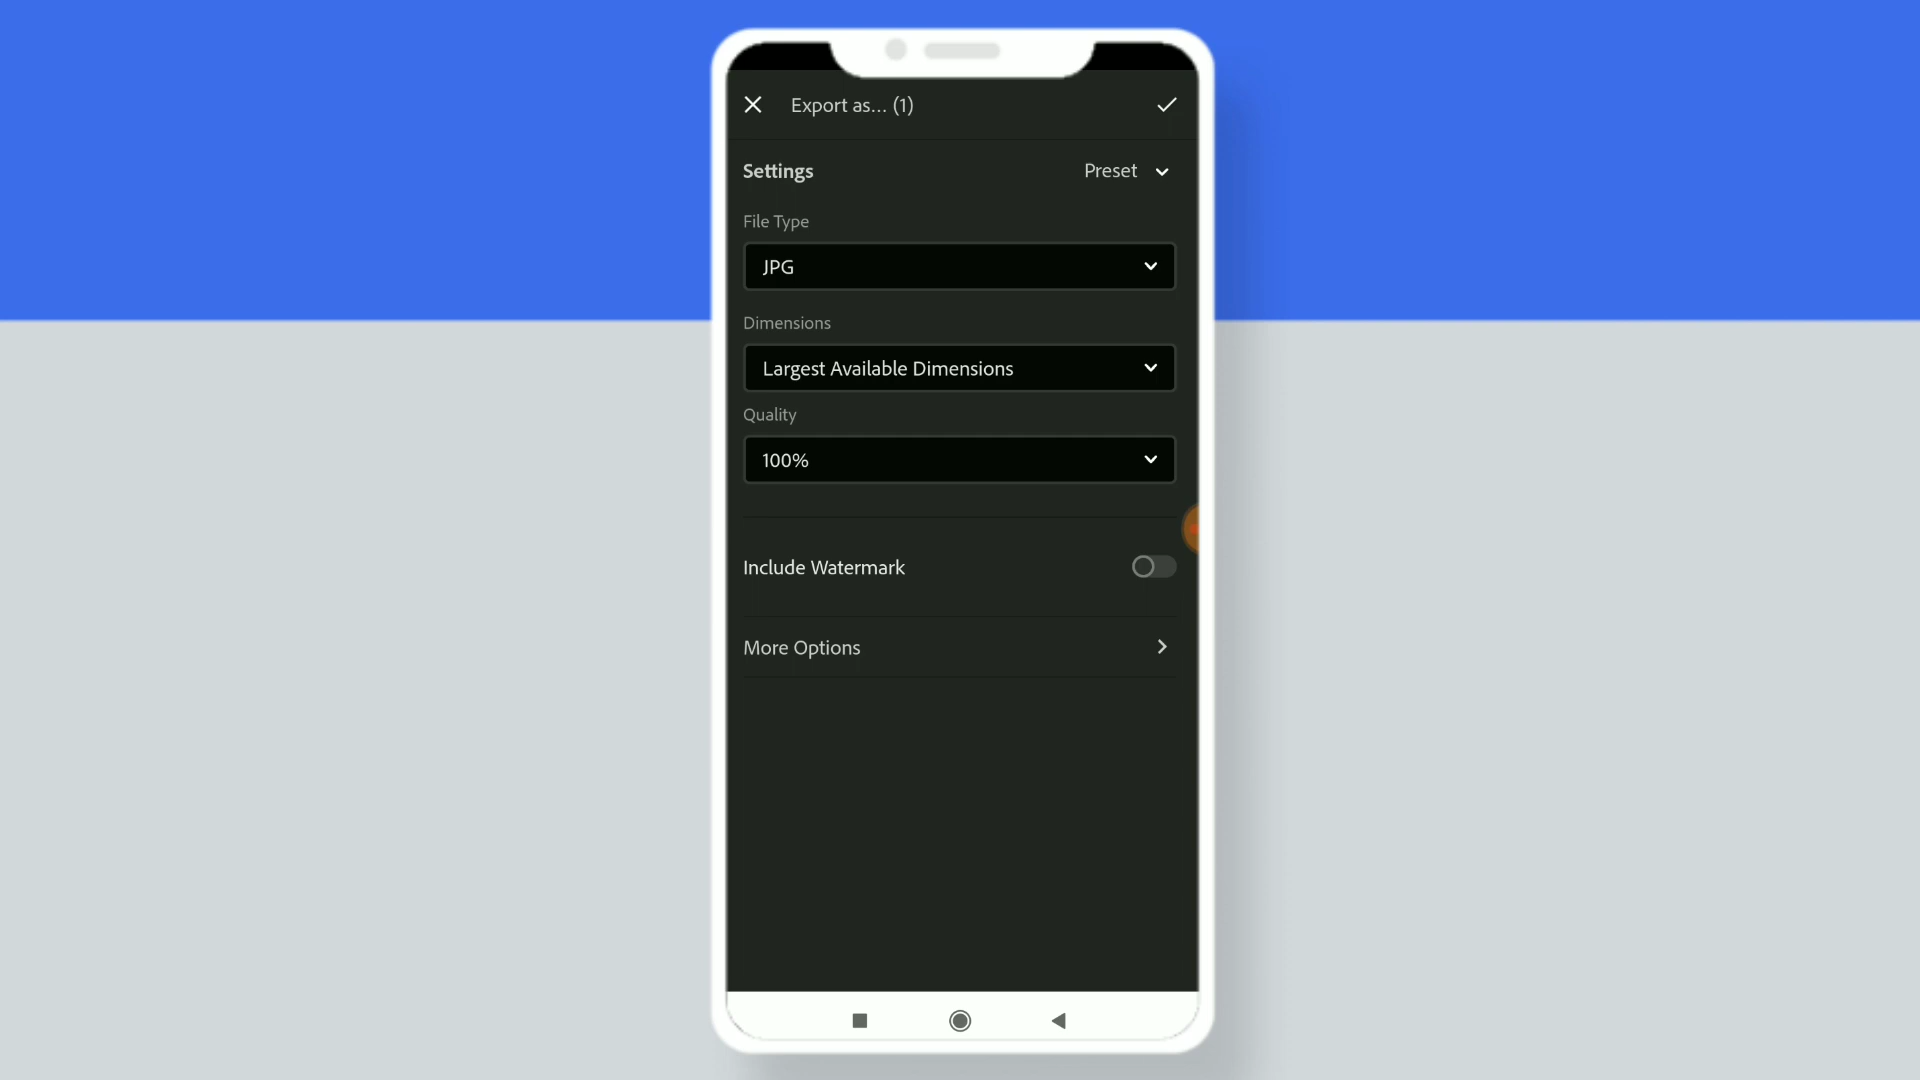 Export as... (1)
Settings
Preset
File Type
JPG
Dimensions
Largest Available Dimensions
Quality
100%
Include Watermark
More Options